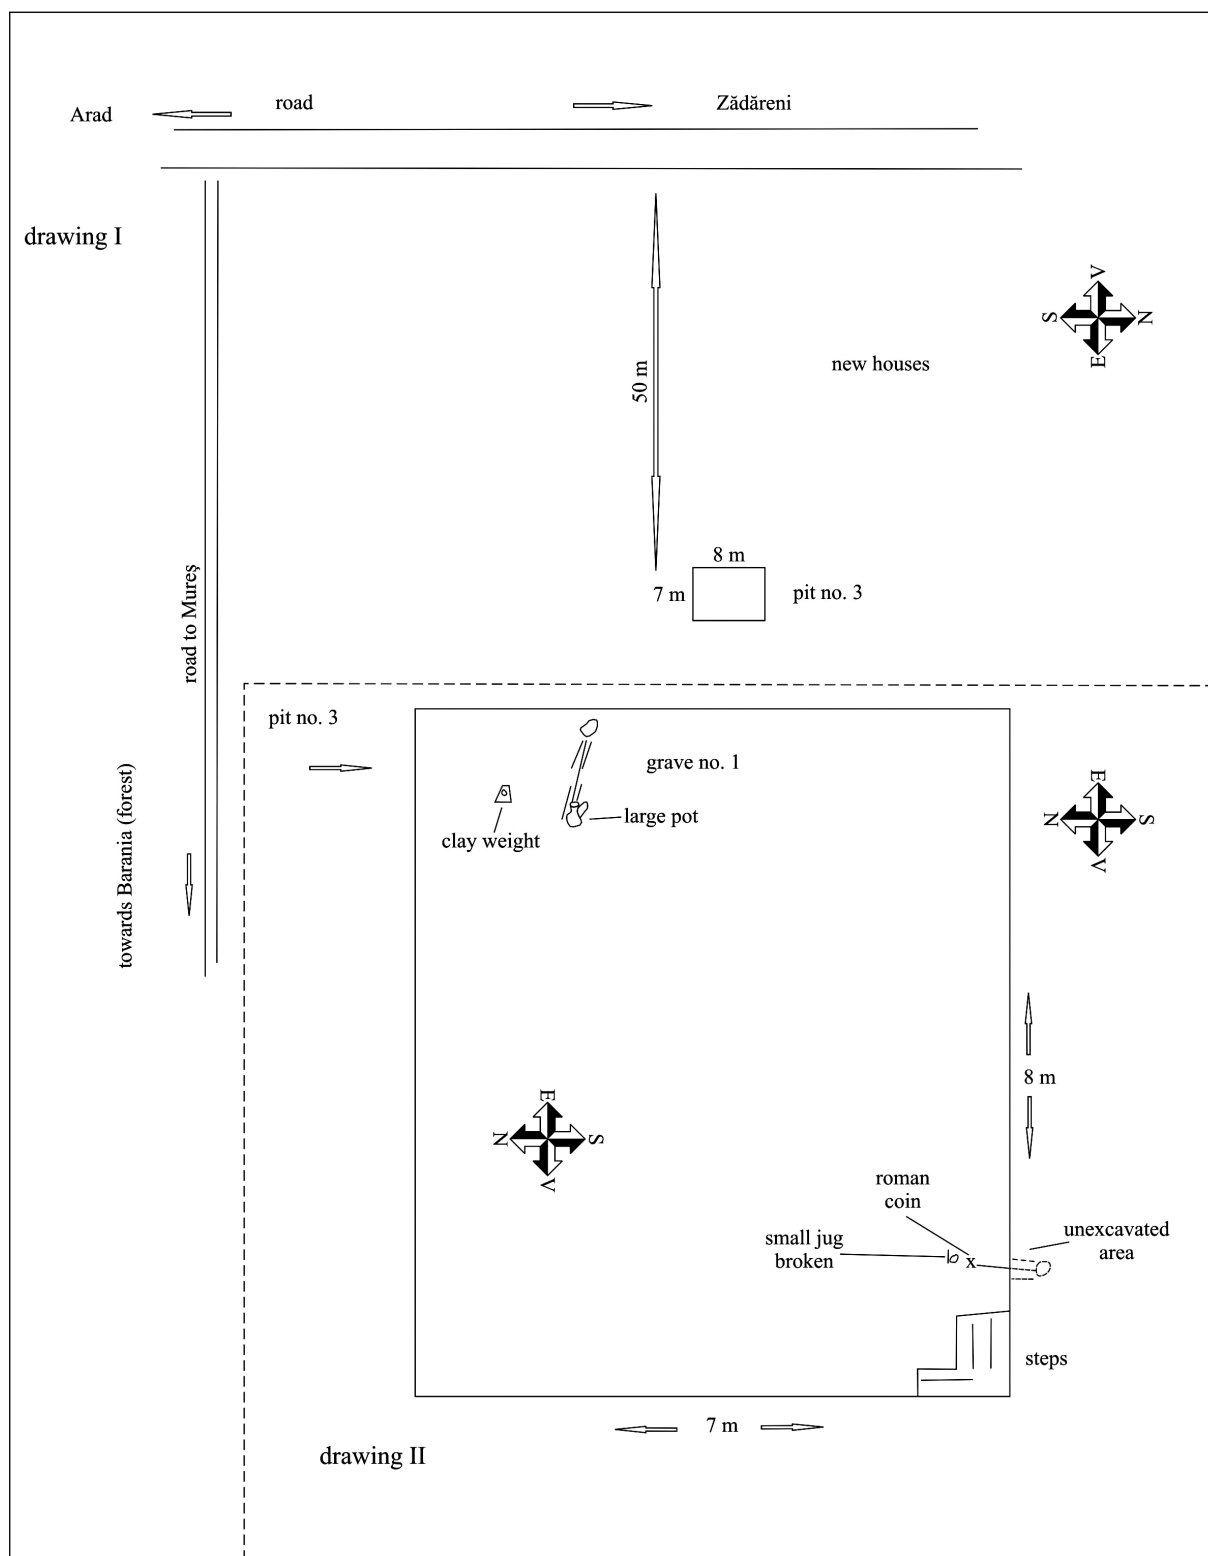 Arad
road
Zădăreni
drawing I
V
S
N
E
new houses
50 m
8 m
7 m
pit no. 3
road to Mureş
towards Barania (forest)
pit no. 3
grave no. 1
large pot
clay weight
E
N
S
V
8 m
E
N
S
V
roman
coin
small jug
broken
x
unexcavated
area
steps
7 m
drawing II